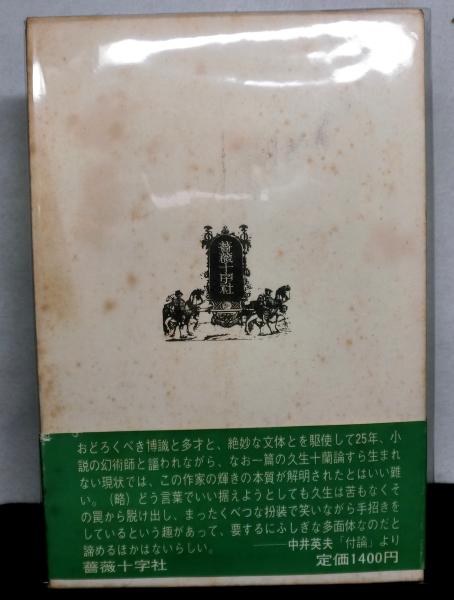 薔薇十字社
おどろくべき博識と多才と、絶妙な文体とを駆使して25年、小
説の幻術師と謳われながら、なお一篇の久生十蘭論すら生まれ
ない現状では、この作家の輝きの本質が解明されたとはいい難
い。（略）どう言葉でいい据えようとしても久生は苦もなくそ
の罠から脱け出し、まったくべつな扮装で笑いながら手招きを
しているという趣があって、要するにふしぎな多面体なのだと
諦めるほかはないらしい。——中井英夫「付論」より
薔薇十字社 定価1400円